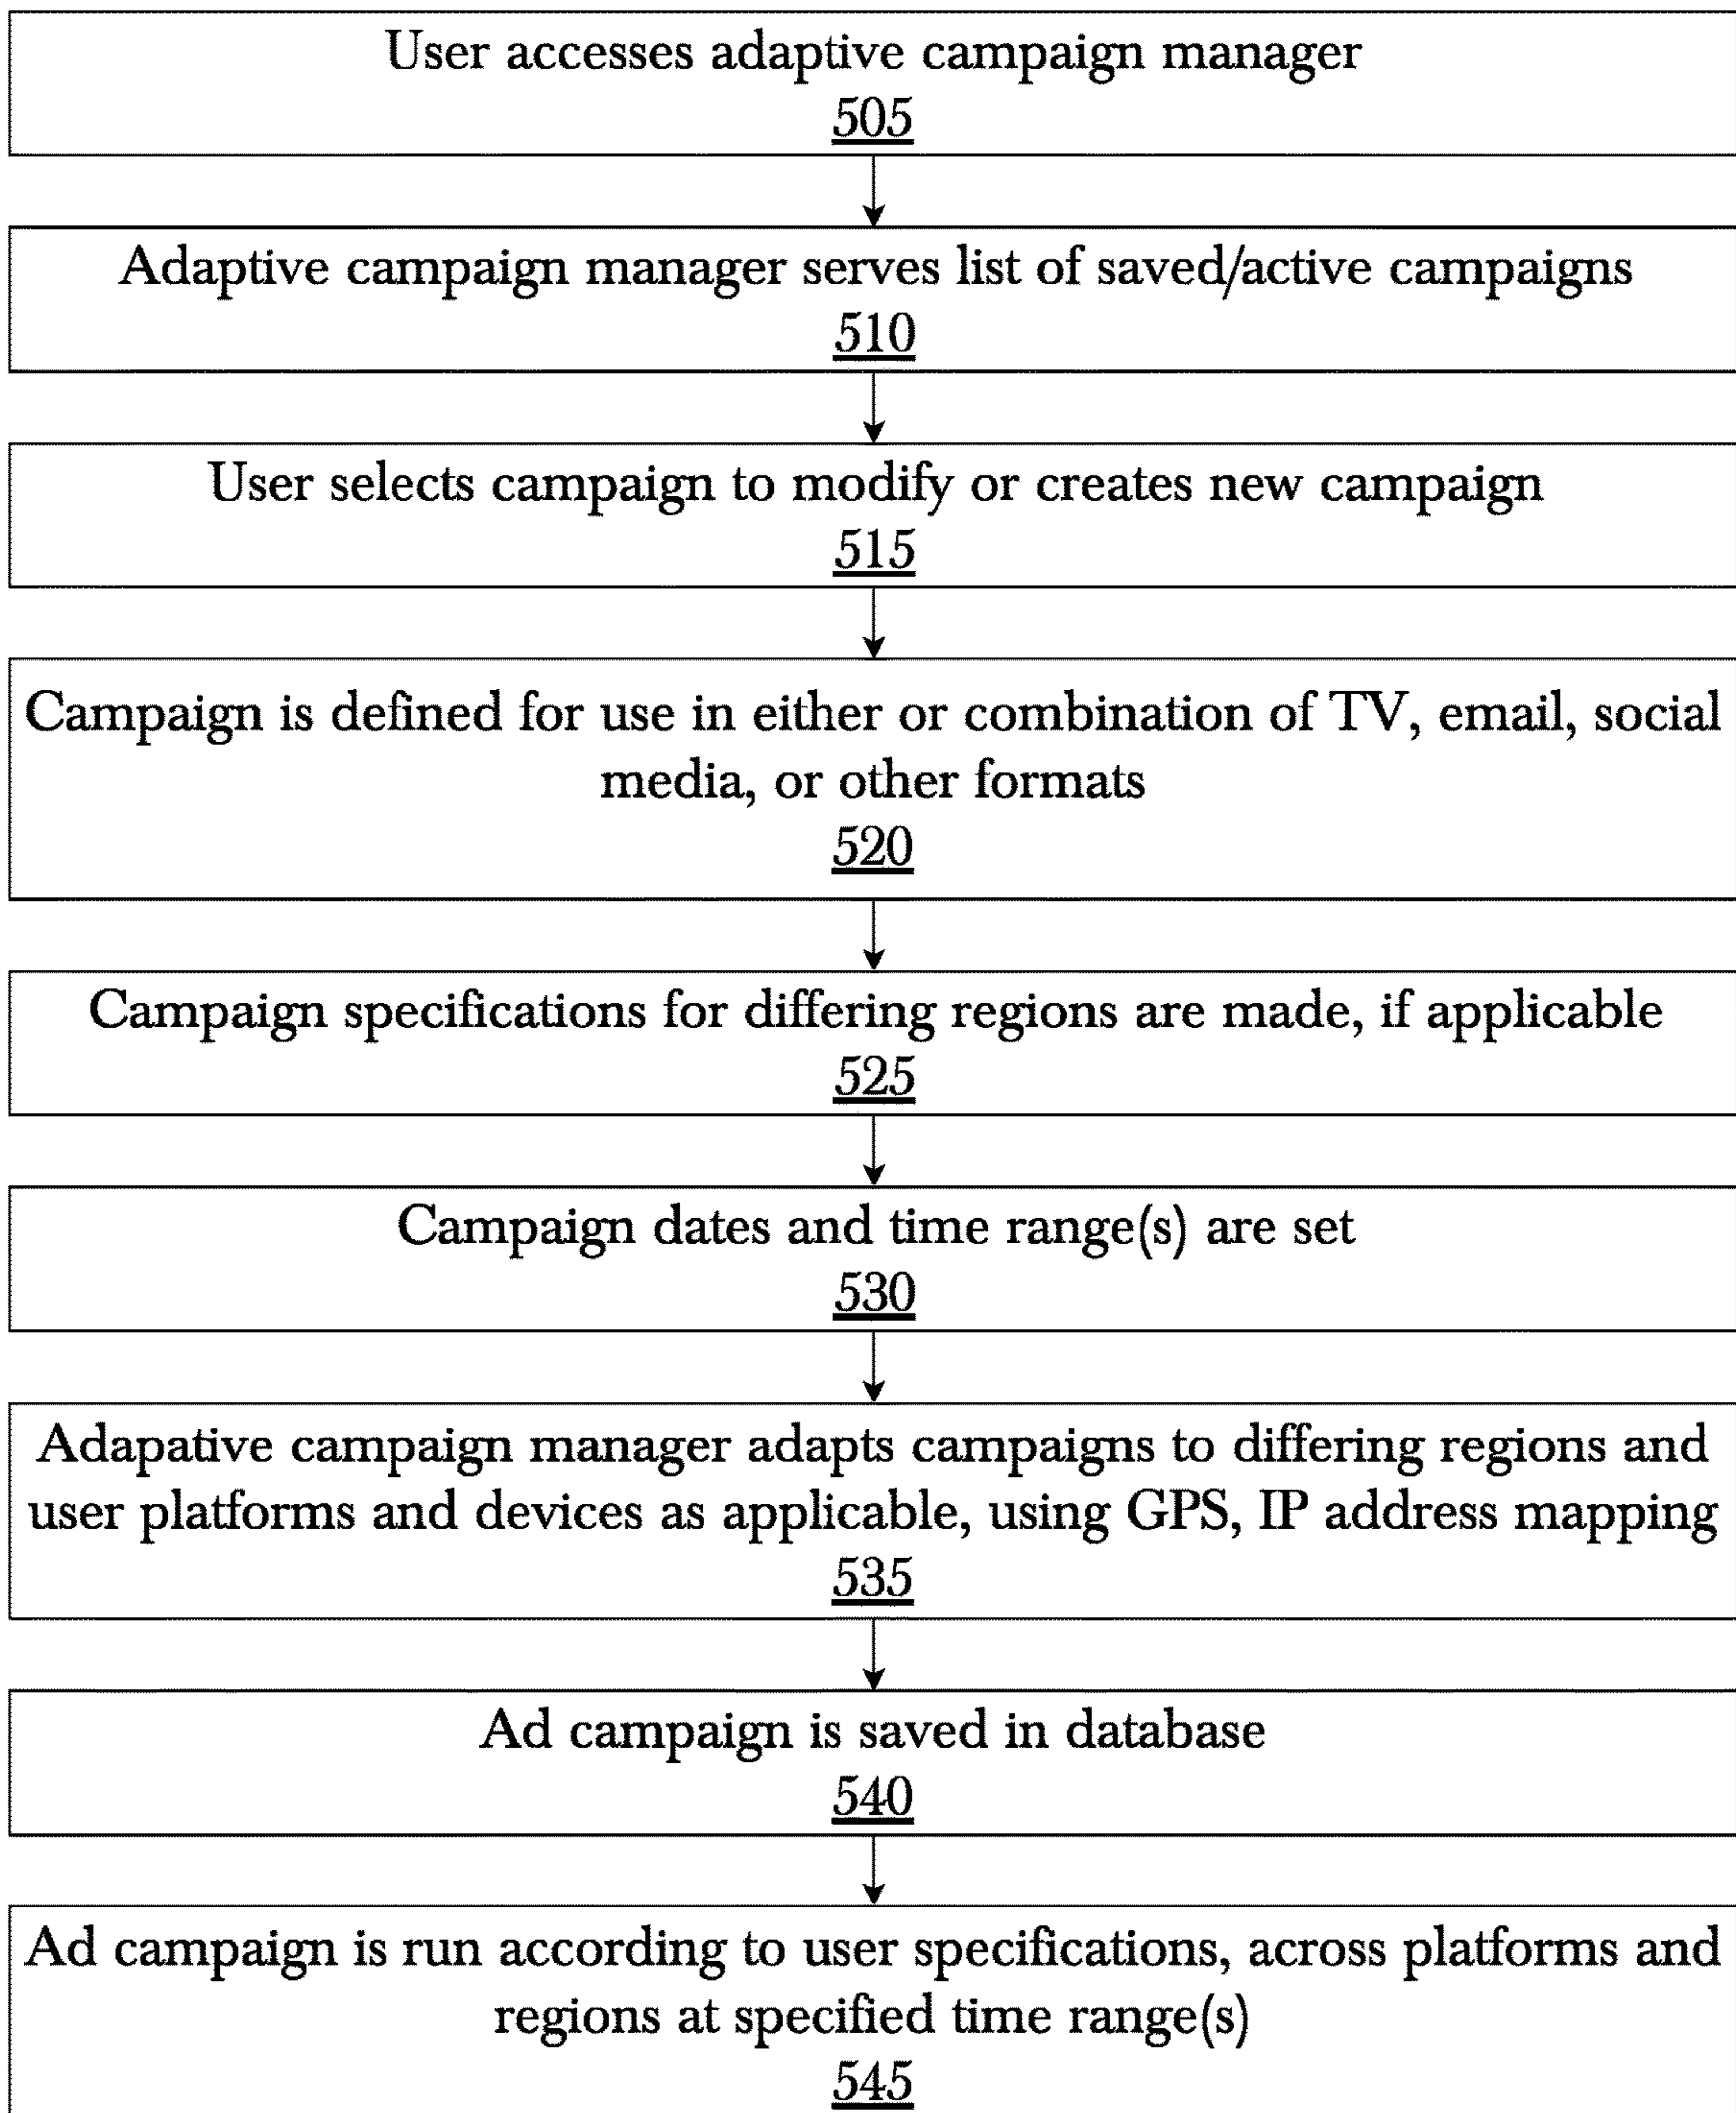 User accesses adaptive campaign manager
505
Adaptive campaign manager serves list of saved/active campaigns
510
User selects campaign to modify or creates new campaign
515
Campaign is defined for use in either or combination of TV, email, social
media, or other formats
520
Campaign specifications for differing regions are made, if applicable
525
Campaign dates and time range(s) are set
530
Adapative campaign manager adapts campaigns to differing regions and
user platforms and devices as applicable, using GPS, IP address mapping
535
Ad campaign is saved in database
540
Ad campaign is run according to user specifications, across platforms and
regions at specified time range(s)
545